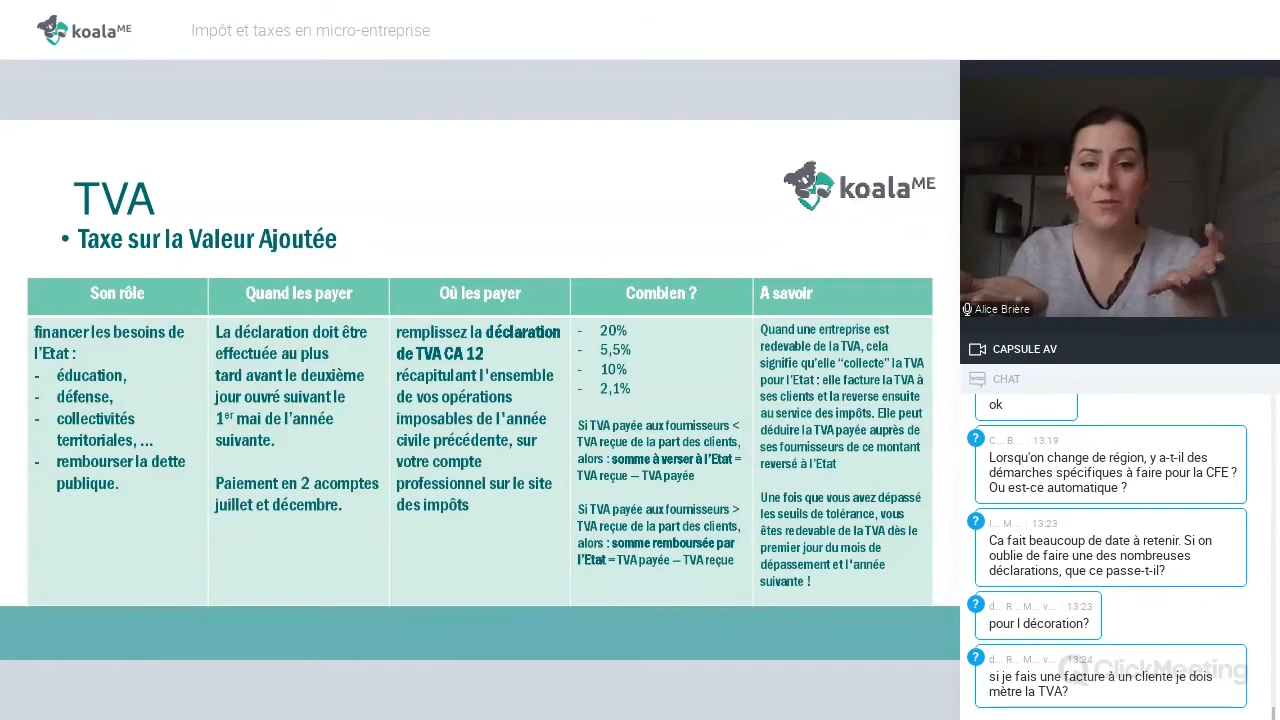 koala ME
Impôt et taxes en micro-entreprise
TVA
• Taxe sur la Valeur Ajoutée
koala ME
Son rôle
financer les besoins de
l'Etat :
- éducation,
- défense,
- collectivités
territoriales, ...
- rembourser la dette
publique.
Quand les payer
La déclaration doit être
effectuée au plus
tard avant le deuxième
jour ouvré suivant le
1er mai de l'année
suivante.
Paiement en 2 acomptes
juillet et décembre.
Où les payer
remplissez la déclaration
de TVA CA 12
récapitulant l'ensemble
de vos opérations
imposables de l'année
civile précédente, sur
votre compte
professionnel sur le site
des impôts
Combien ?
- 20%
- 5,5%
- 10%
- 2,1%
Si TVA payée aux fournisseurs <
TVA reçue de la part des clients,
alors : somme à verser à l'Etat =
TVA reçue – TVA payée
Si TVA payée aux fournisseurs >
TVA reçue de la part des clients,
alors : somme remboursée par
l'Etat = TVA payée – TVA reçue
A savoir
Quand une entreprise est
redevable de la TVA, cela
signifie qu'elle “collecte” la TVA
pour l'Etat : elle facture la TVA à
ses clients et la reverse ensuite
au service des impôts. Elle peut
déduire la TVA payée auprès de
ses fournisseurs de ce montant
reversé à l'Etat
Une fois que vous avez dépassé
les seuils de tolérance, vous
êtes redevable de la TVA dès le
premier jour du mois de
dépassement et l'année
suivante !
Alice Brière
CAPSULE AV
CHAT
ok
? C... B... 13:19
Lorsqu'on change de région, y a-t-il des
démarches spécifiques à faire pour la CFE ?
Ou est-ce automatique ?
? i... M... 13:23
Ca fait beaucoup de date à retenir. Si on
oublie de faire une des nombreuses
déclarations, que ce passe-t-il?
? d... R... M... v... 13:23
pour l décoration?
? d... R... M... v... 13:24
si je fais une facture à un cliente je dois
mètre la TVA?
ClickMeeting